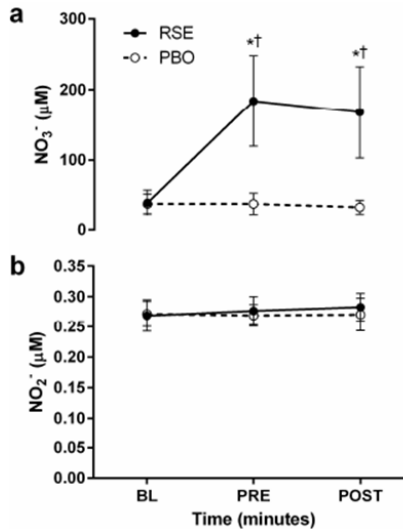 a
RSE
PBO
*† *†
NO₃⁻ (µM)
300
200
100
0
b
NO₂⁻ (µM)
0.35
0.30
0.25
0.20
0.15
0.10
0.05
0.00
BL PRE POST
Time (minutes)